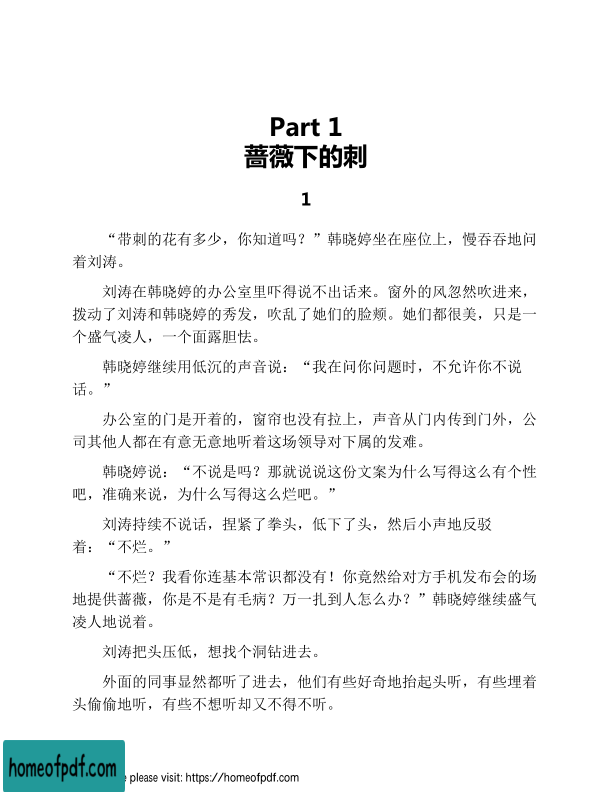 Part 1
蔷薇下的刺
1
“带刺的花有多少，你知道吗？”韩晓婷坐在座位上，慢吞吞地问
着刘涛。
刘涛在韩晓婷的办公室里吓得说不出话来。窗外的风忽然吹进来，
拨动了刘涛和韩晓婷的秀发，吹乱了她们的脸颊。她们都很美，只是一
个盛气凌人，一个面露胆怯。
韩晓婷继续用低沉的声音说：“我在问你问题时，不允许你不说
话。”
办公室的门是开着的，窗帘也没有拉上，声音从门内传到门外，公
司其他人都在有意无意地听着这场领导对下属的发难。
韩晓婷说：“不说是吗？那就说说这份文案为什么写得这么有个性
吧，准确来说，为什么写得这么烂吧。”
刘涛持续不说话，捏紧了拳头，低下了头，然后小声地反驳
着：“不烂。”
“不烂？我看你连基本常识都没有！你竟然给对方手机发布会的场
地提供蔷薇，你是不是有毛病？万一扎到人怎么办？”韩晓婷继续盛气
凌人地说着。
刘涛把头压低，想找个洞钻进去。
外面的同事显然都听了进去，他们有些好奇地抬起头听，有些埋着
头偷偷地听，有些不想听却又不得不听。
homeofpdf.com
e please visit: https://homeofpdf.com